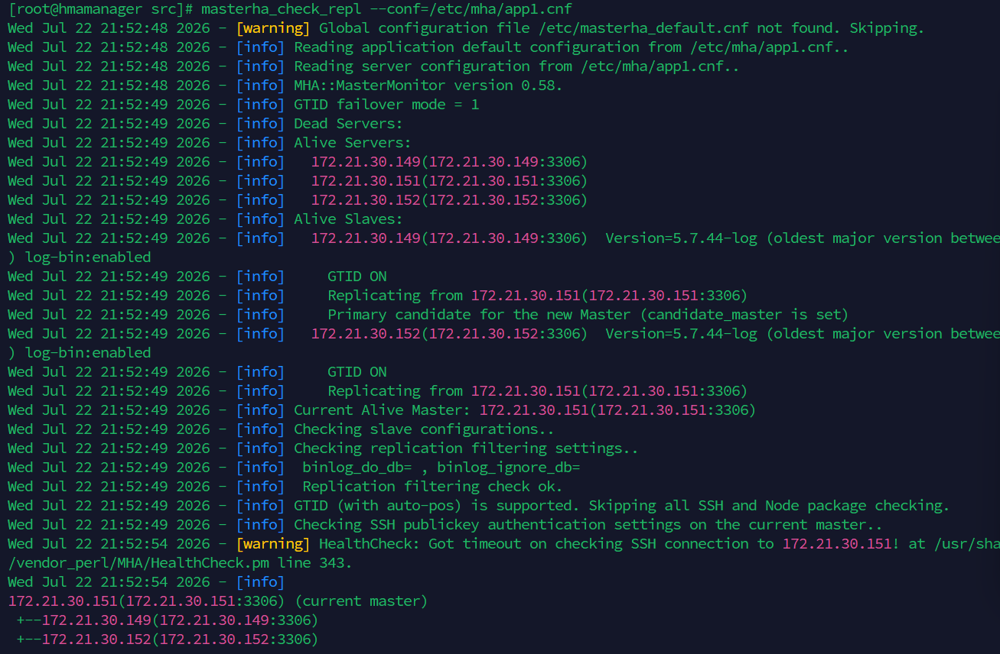 [root@hmamanager src]# masterha_check_repl --conf=/etc/mha/app1.cnf
Wed Jul 22 21:52:48 2026 - [warning] Global configuration file /etc/masterha_default.cnf not found. Skipping.
Wed Jul 22 21:52:48 2026 - [info] Reading application default configuration from /etc/mha/app1.cnf..
Wed Jul 22 21:52:48 2026 - [info] Reading server configuration from /etc/mha/app1.cnf..
Wed Jul 22 21:52:48 2026 - [info] MHA::MasterMonitor version 0.58.
Wed Jul 22 21:52:49 2026 - [info] GTID failover mode = 1
Wed Jul 22 21:52:49 2026 - [info] Dead Servers:
Wed Jul 22 21:52:49 2026 - [info] Alive Servers:
Wed Jul 22 21:52:49 2026 - [info]   172.21.30.149(172.21.30.149:3306)
Wed Jul 22 21:52:49 2026 - [info]   172.21.30.151(172.21.30.151:3306)
Wed Jul 22 21:52:49 2026 - [info]   172.21.30.152(172.21.30.152:3306)
Wed Jul 22 21:52:49 2026 - [info] Alive Slaves:
Wed Jul 22 21:52:49 2026 - [info]   172.21.30.149(172.21.30.149:3306)  Version=5.7.44-log (oldest major version betwee
) log-bin:enabled
Wed Jul 22 21:52:49 2026 - [info]     GTID ON
Wed Jul 22 21:52:49 2026 - [info]     Replicating from 172.21.30.151(172.21.30.151:3306)
Wed Jul 22 21:52:49 2026 - [info]     Primary candidate for the new Master (candidate_master is set)
Wed Jul 22 21:52:49 2026 - [info]   172.21.30.152(172.21.30.152:3306)  Version=5.7.44-log (oldest major version betwee
) log-bin:enabled
Wed Jul 22 21:52:49 2026 - [info]     GTID ON
Wed Jul 22 21:52:49 2026 - [info]     Replicating from 172.21.30.151(172.21.30.151:3306)
Wed Jul 22 21:52:49 2026 - [info] Current Alive Master: 172.21.30.151(172.21.30.151:3306)
Wed Jul 22 21:52:49 2026 - [info] Checking slave configurations..
Wed Jul 22 21:52:49 2026 - [info] Checking replication filtering settings..
Wed Jul 22 21:52:49 2026 - [info]  binlog_do_db= , binlog_ignore_db=
Wed Jul 22 21:52:49 2026 - [info]  Replication filtering check ok.
Wed Jul 22 21:52:49 2026 - [info] GTID (with auto-pos) is supported. Skipping all SSH and Node package checking.
Wed Jul 22 21:52:49 2026 - [info] Checking SSH publickey authentication settings on the current master..
Wed Jul 22 21:52:54 2026 - [warning] HealthCheck: Got timeout on checking SSH connection to 172.21.30.151! at /usr/sha
/vendor_perl/MHA/HealthCheck.pm line 343.
Wed Jul 22 21:52:54 2026 - [info]
172.21.30.151(172.21.30.151:3306) (current master)
 +--172.21.30.149(172.21.30.149:3306)
 +--172.21.30.152(172.21.30.152:3306)